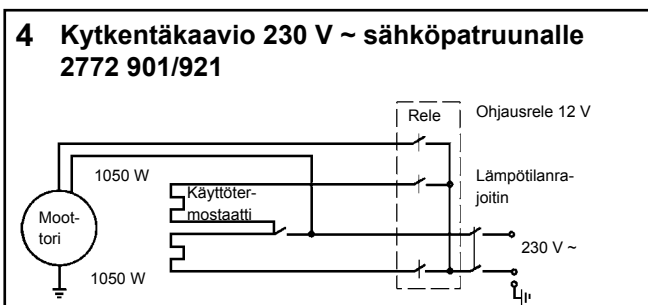 4 Kytkentäkaavio 230 V ~ sähköpatruunalle
2772 901/921
Rele
Ohjausrele 12 V
1050 W
Käyttöter-
mostaatti
Lämpötilanra-
joitin
Moot-
tori
230 V ~
1050 W